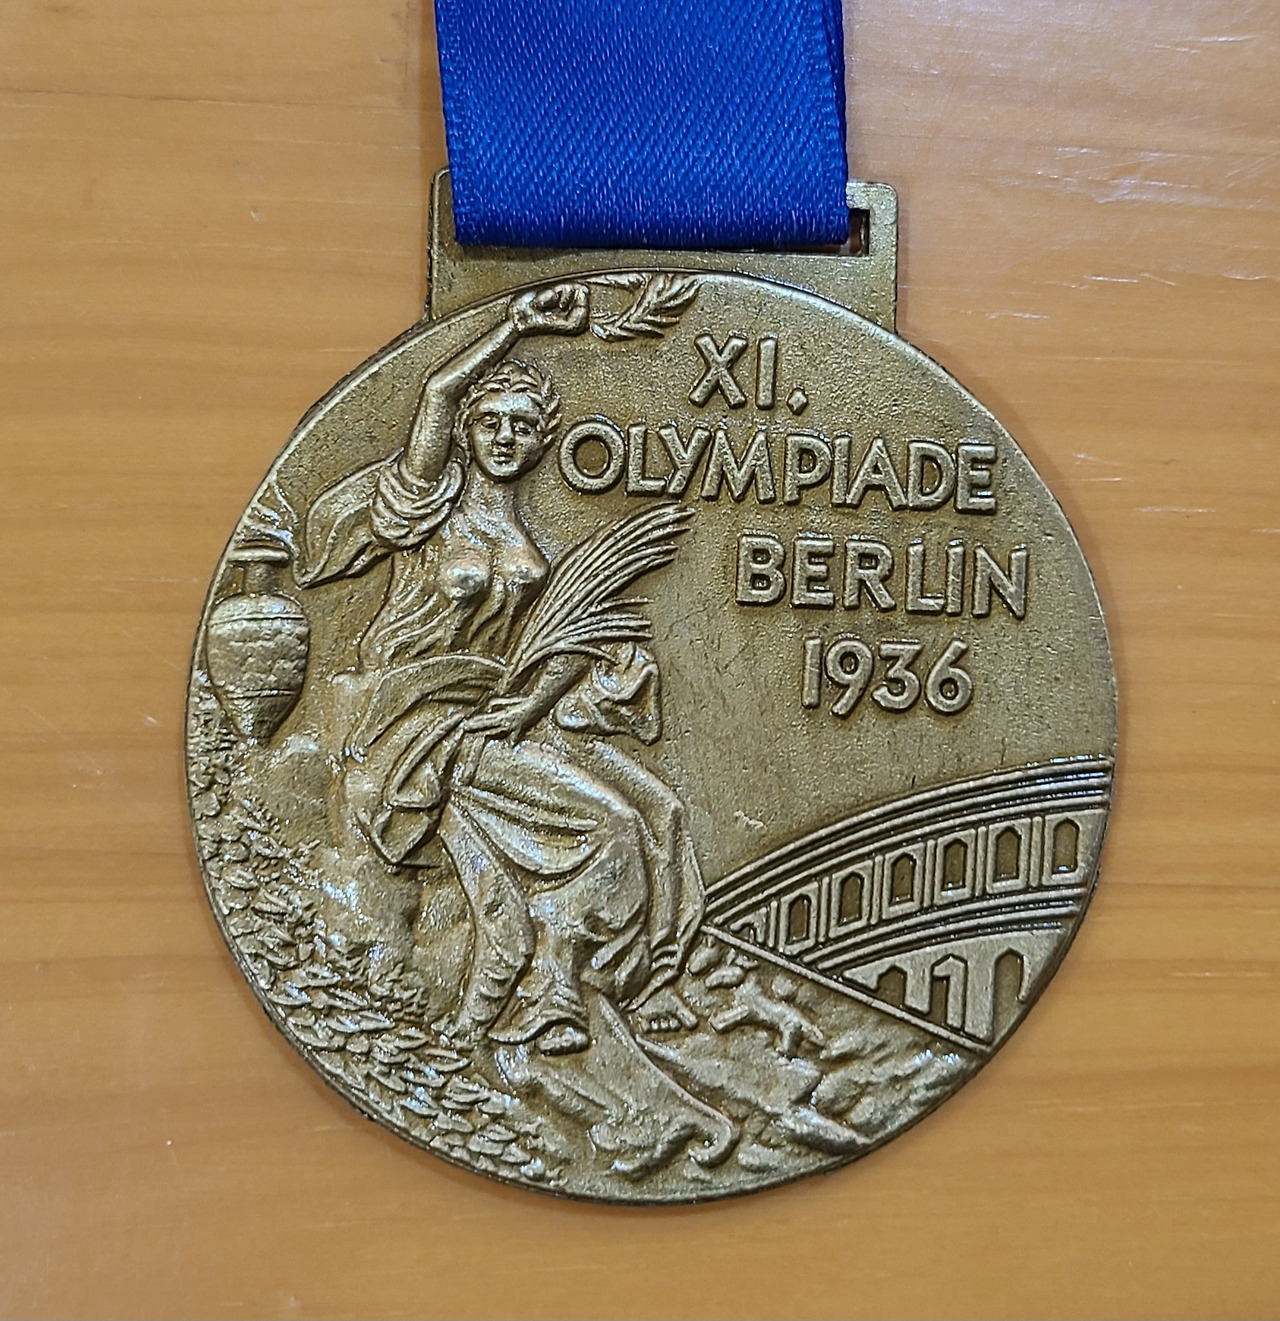 XI.
OLYMPIADE
BERLIN
1936